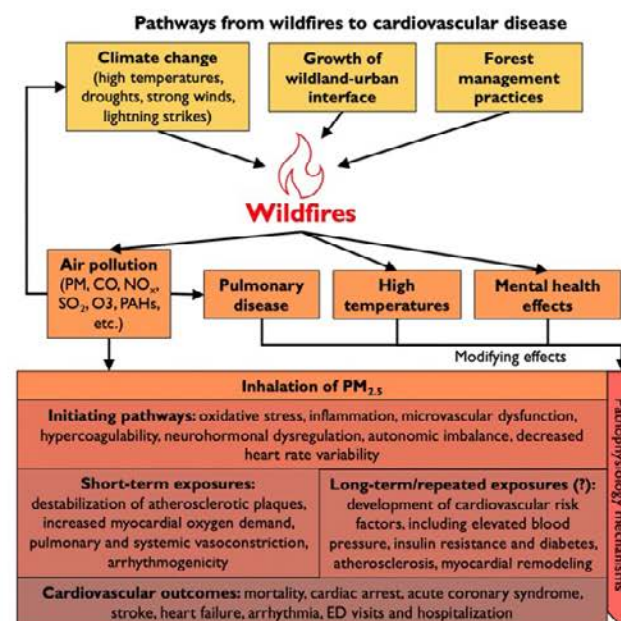 Pathways from wildfires to cardiovascular disease
Climate change
(high temperatures,
droughts, strong winds,
lightning strikes)
Growth of
wildland-urban
interface
Forest
management
practices
Wildfires
Air pollution
(PM, CO, NOₓ,
SO₂, O3, PAHs,
etc.)
Pulmonary
disease
High
temperatures
Mental health
effects
Modifying effects
Inhalation of PM₂.₅
Initiating pathways: oxidative stress, inflammation, microvascular dysfunction,
hypercoagulability, neurohormonal dysregulation, autonomic imbalance, decreased
heart rate variability
Short-term exposures:
destabilization of atherosclerotic plaques,
increased myocardial oxygen demand,
pulmonary and systemic vasoconstriction,
arrhythmogenicity
Long-term/repeated exposures (?):
development of cardiovascular risk
factors, including elevated blood
pressure, insulin resistance and diabetes,
atherosclerosis, myocardial remodeling
Cardiovascular outcomes: mortality, cardiac arrest, acute coronary syndrome,
stroke, heart failure, arrhythmia, ED visits and hospitalization
Pathophysiology mechanisms